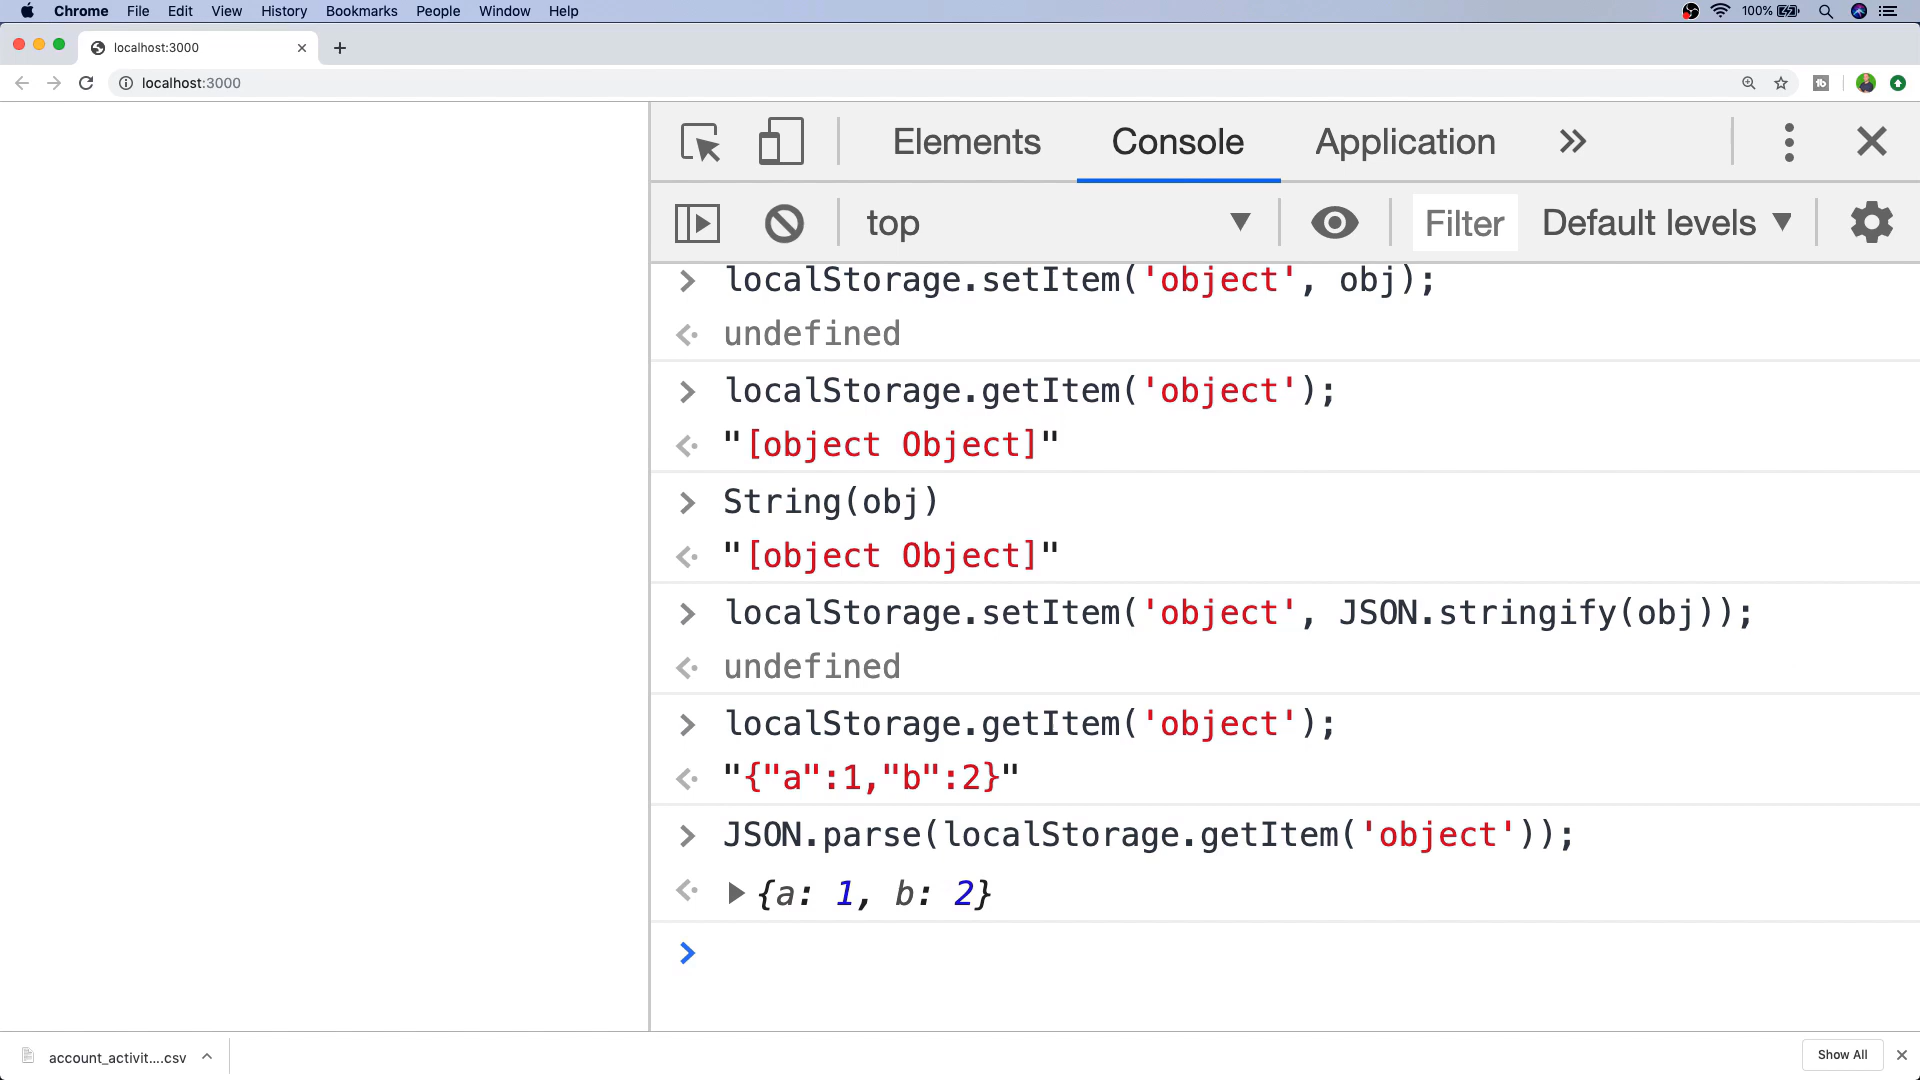 Chrome File Edit View History Bookmarks People Window Help 100%
localhost:3000
localhost:3000
Elements Console Application
top Filter Default levels
localStorage.setItem('object', obj);
undefined
localStorage.getItem('object');
"[object Object]"
String(obj)
"[object Object]"
localStorage.setItem('object', JSON.stringify(obj));
undefined
localStorage.getItem('object');
"{"a":1,"b":2}"
JSON.parse(localStorage.getItem('object'));
{a: 1, b: 2}
account_activit....csv Show All